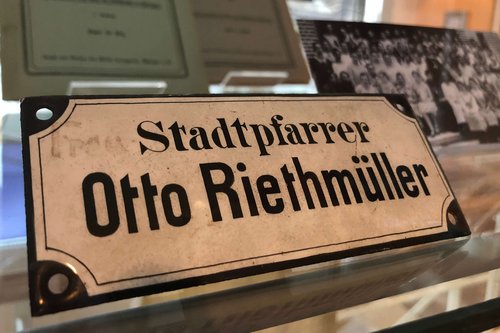 Stadtpfarrer
Otto Riethmüller